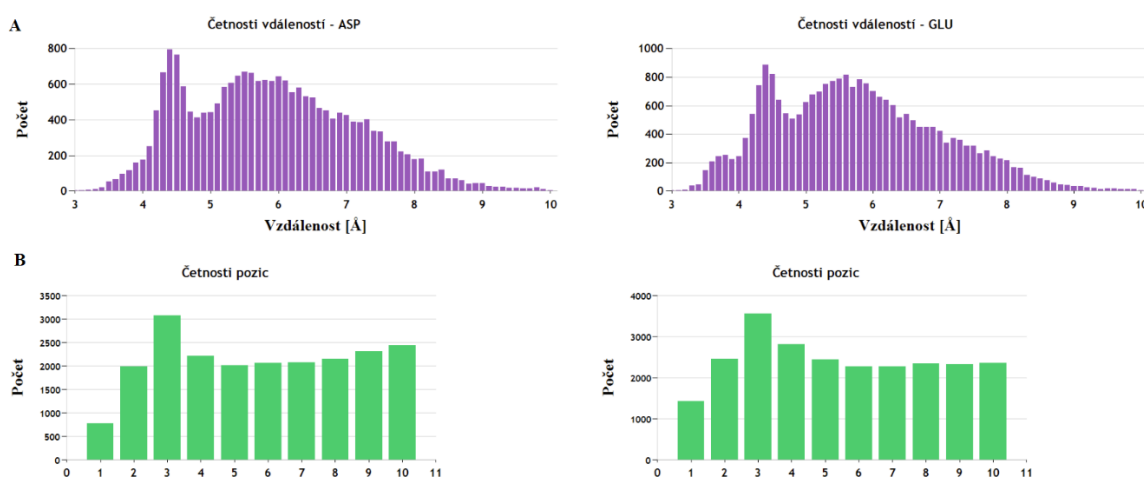 A
Četnosti vzdáleností - ASP
Počet
800
600
400
200
0
3 4 5 6 7 8 9 10
Vzdálenost [Å]
Četnosti vzdáleností - GLU
Počet
1000
800
600
400
200
0
3 4 5 6 7 8 9 10
Vzdálenost [Å]
B
Četnosti pozic
Počet
3500
3000
2500
2000
1500
1000
500
0
0 1 2 3 4 5 6 7 8 9 10 11
Četnosti pozic
Počet
4000
3000
2000
1000
0
0 1 2 3 4 5 6 7 8 9 10 11